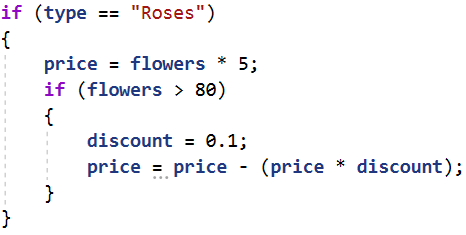 if (type == "Roses")
{
    price = flowers * 5;
    if (flowers > 80)
    {
        discount = 0.1;
        price = price - (price * discount);
    }
}